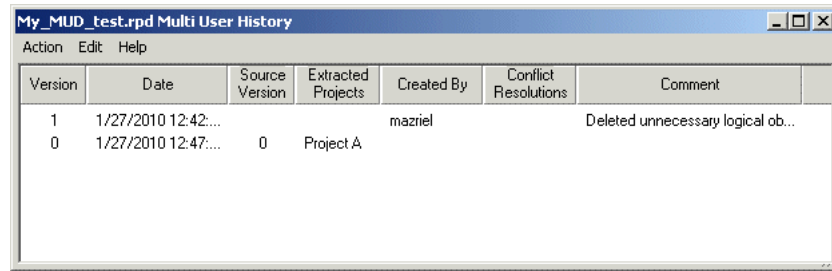 My_MUD_test.rpd Multi User History
Action Edit Help
Version Date Source Version Extracted Projects Created By Conflict Resolutions Comment
1 1/27/2010 12:42:... mazriel Deleted unnecessary logical ob...
0 1/27/2010 12:47:... 0 Project A